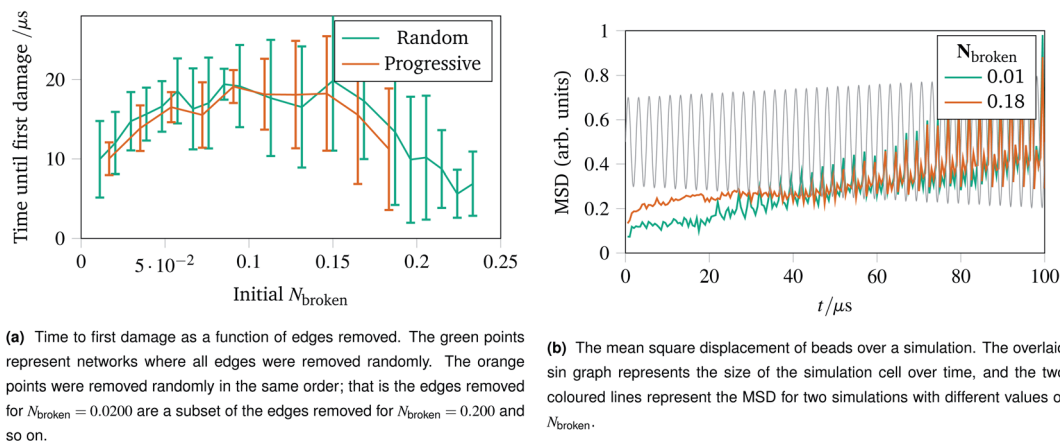 Time until first damage /μs
20
10
0
0
5 · 10⁻²
0.1
0.15
0.2
0.25
Initial N_broken
Random
Progressive
MSD (arb. units)
1
0.8
0.6
0.4
0.2
0
0
20
40
60
80
100
t/μs
N_broken
0.01
0.18
(a) Time to first damage as a function of edges removed. The green points
represent networks where all edges were removed randomly. The orange
points were removed randomly in the same order; that is the edges removed
for N_broken = 0.0200 are a subset of the edges removed for N_broken = 0.200 and
so on.
(b) The mean square displacement of beads over a simulation. The overlaid
sin graph represents the size of the simulation cell over time, and the two
coloured lines represent the MSD for two simulations with different values o
N_broken.